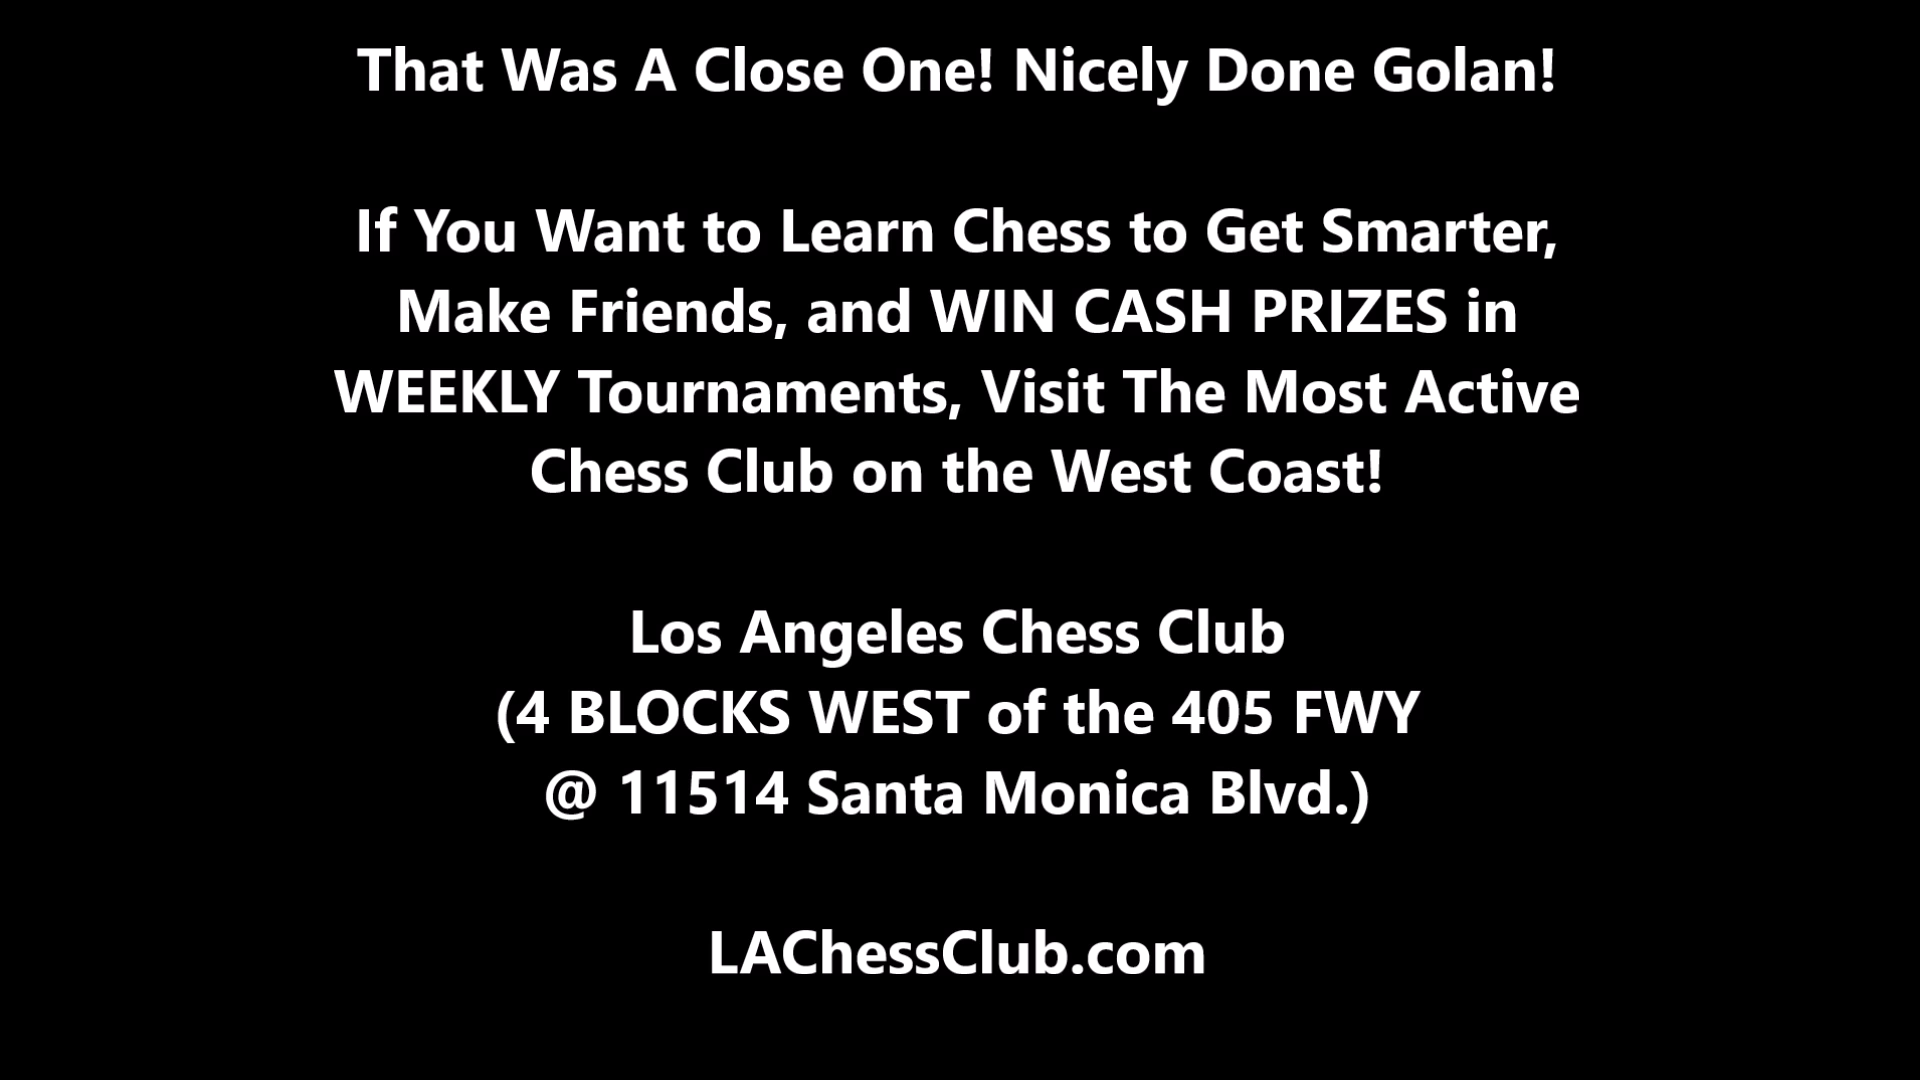 That Was A Close One! Nicely Done Golan!
If You Want to Learn Chess to Get Smarter,
Make Friends, and WIN CASH PRIZES in
WEEKLY Tournaments, Visit The Most Active
Chess Club on the West Coast!
Los Angeles Chess Club
(4 BLOCKS WEST of the 405 FWY
@ 11514 Santa Monica Blvd.)
LAChessClub.com